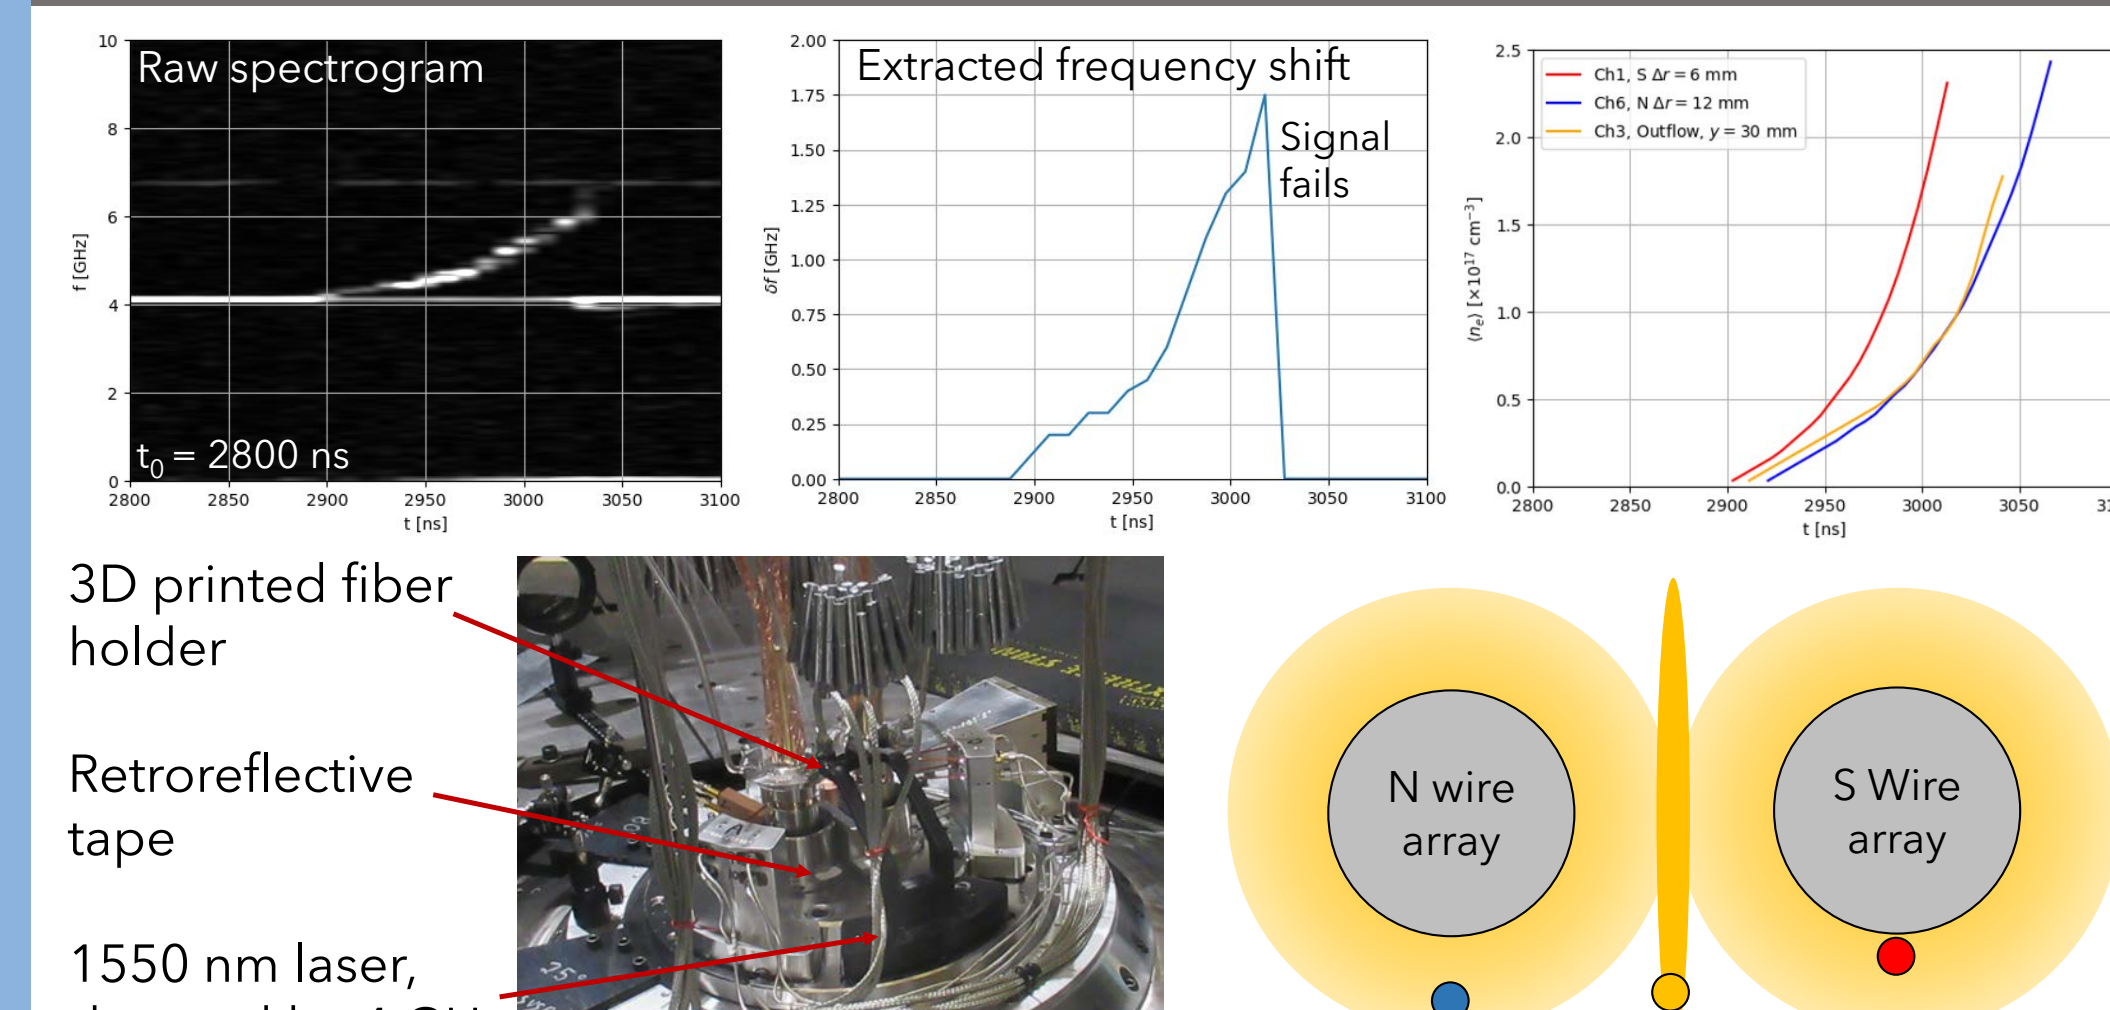 Raw spectrogram
10
8
6
4
2
0
f [GHz]
t₀ = 2800 ns
2800 2850 2900 2950 3000 3050 3100
t [ns]
Extracted frequency shift
Signal
fails
2.00
1.75
1.50
1.25
1.00
0.75
0.50
0.25
0.00
δf [GHz]
2800 2850 2900 2950 3000 3050 3100
t [ns]
Ch1, S Δr = 6 mm
Ch6, N Δr = 12 mm
Ch3, Outflow, y = 30 mm
2.5
2.0
1.5
1.0
0.5
0.0
⟨nₑ⟩ [×10¹⁷ cm⁻³]
2800 2850 2900 2950 3000 3050
t [ns]
3D printed fiber
holder
Retroreflective
tape
1550 nm laser,
N wire
array
S Wire
array
25°